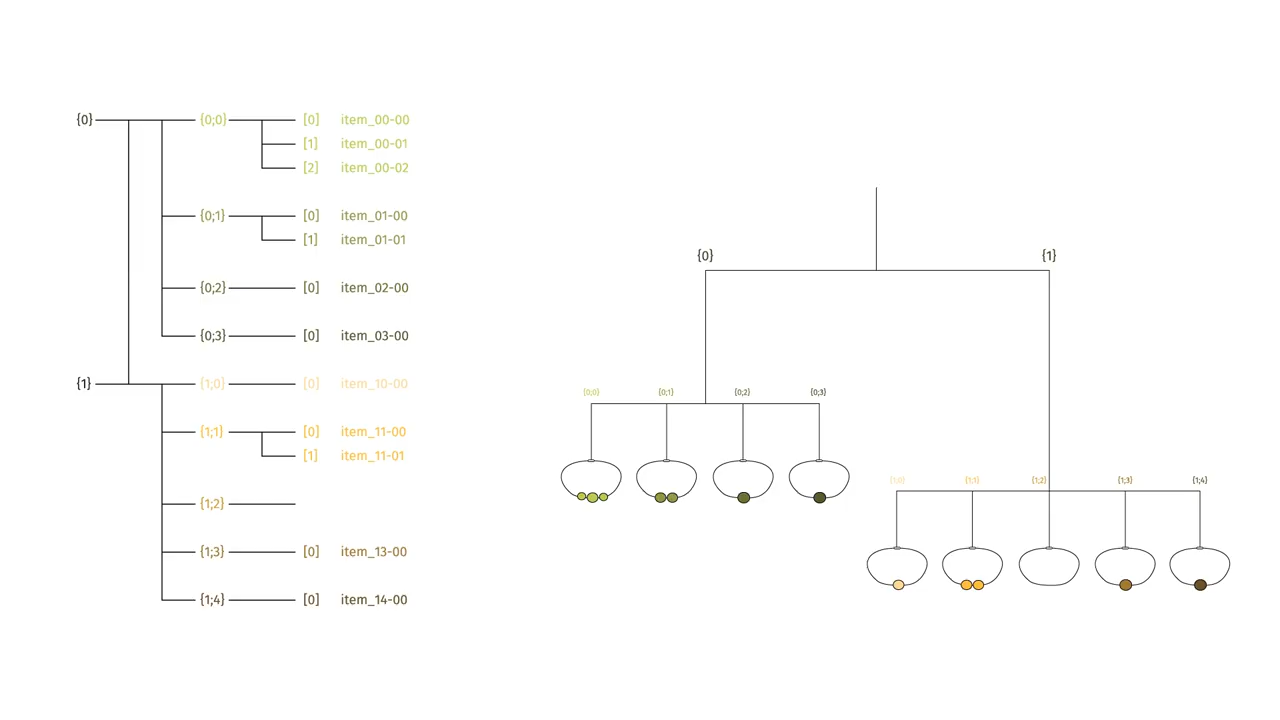 {0} {0;0} [0] item_00-00
[1] item_00-01
[2] item_00-02
{0;1} [0] item_01-00
[1] item_01-01
{0;2} [0] item_02-00
{0;3} [0] item_03-00
{1} {1;0} [0] item_10-00
{1;1} [0] item_11-00
[1] item_11-01
{1;2}
{1;3} [0] item_13-00
{1;4} [0] item_14-00
{0} {1}
{0;0} {0;1} {0;2} {0;3}
{1;0} {1;1} {1;2} {1;3} {1;4}